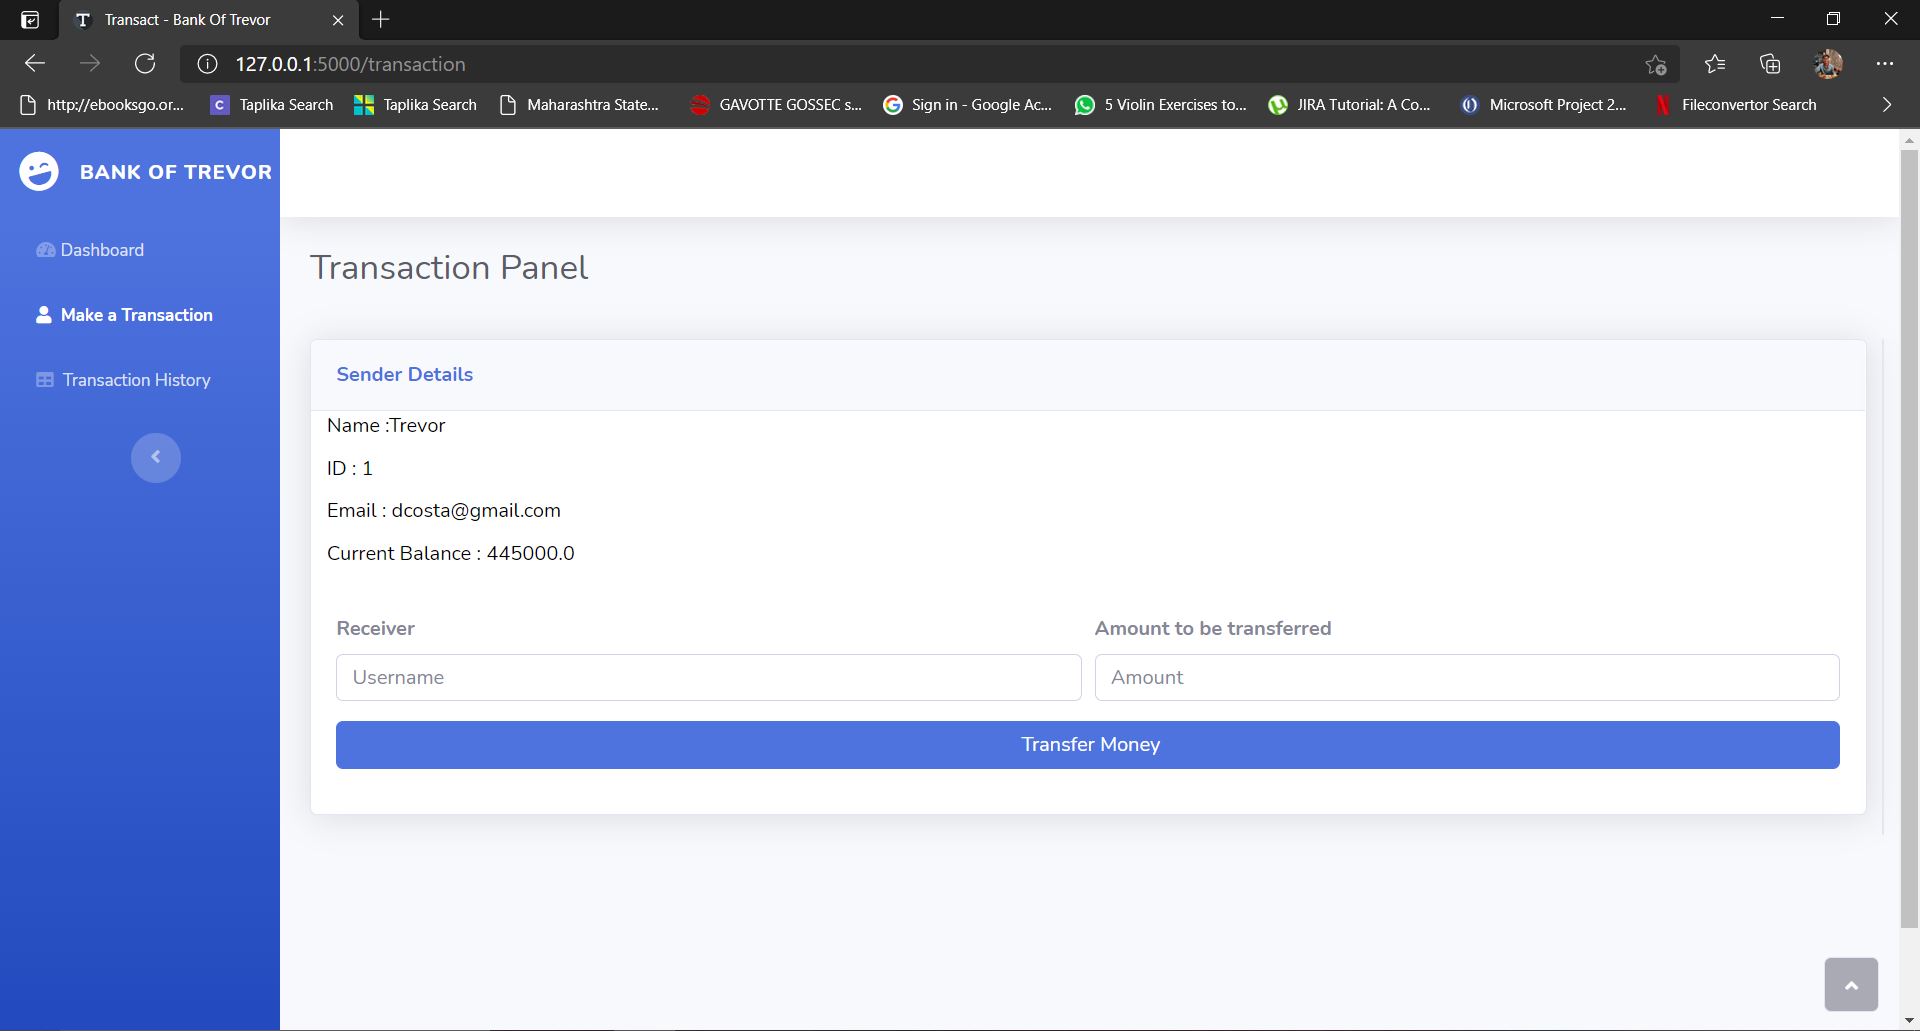 Transact - Bank Of Trevor
127.0.0.1:5000/transaction
http://ebooksgo.or...
Taplika Search
Taplika Search
Maharashtra State...
GAVOTTE GOSSEC s...
Sign in - Google Ac...
5 Violin Exercises to...
JIRA Tutorial: A Co...
Microsoft Project 2...
Fileconvertor Search
BANK OF TREVOR
Dashboard
Make a Transaction
Transaction History
Transaction Panel
Sender Details
Name :Trevor
ID : 1
Email : dcosta@gmail.com
Current Balance : 445000.0
Receiver
Amount to be transferred
Username
Amount
Transfer Money